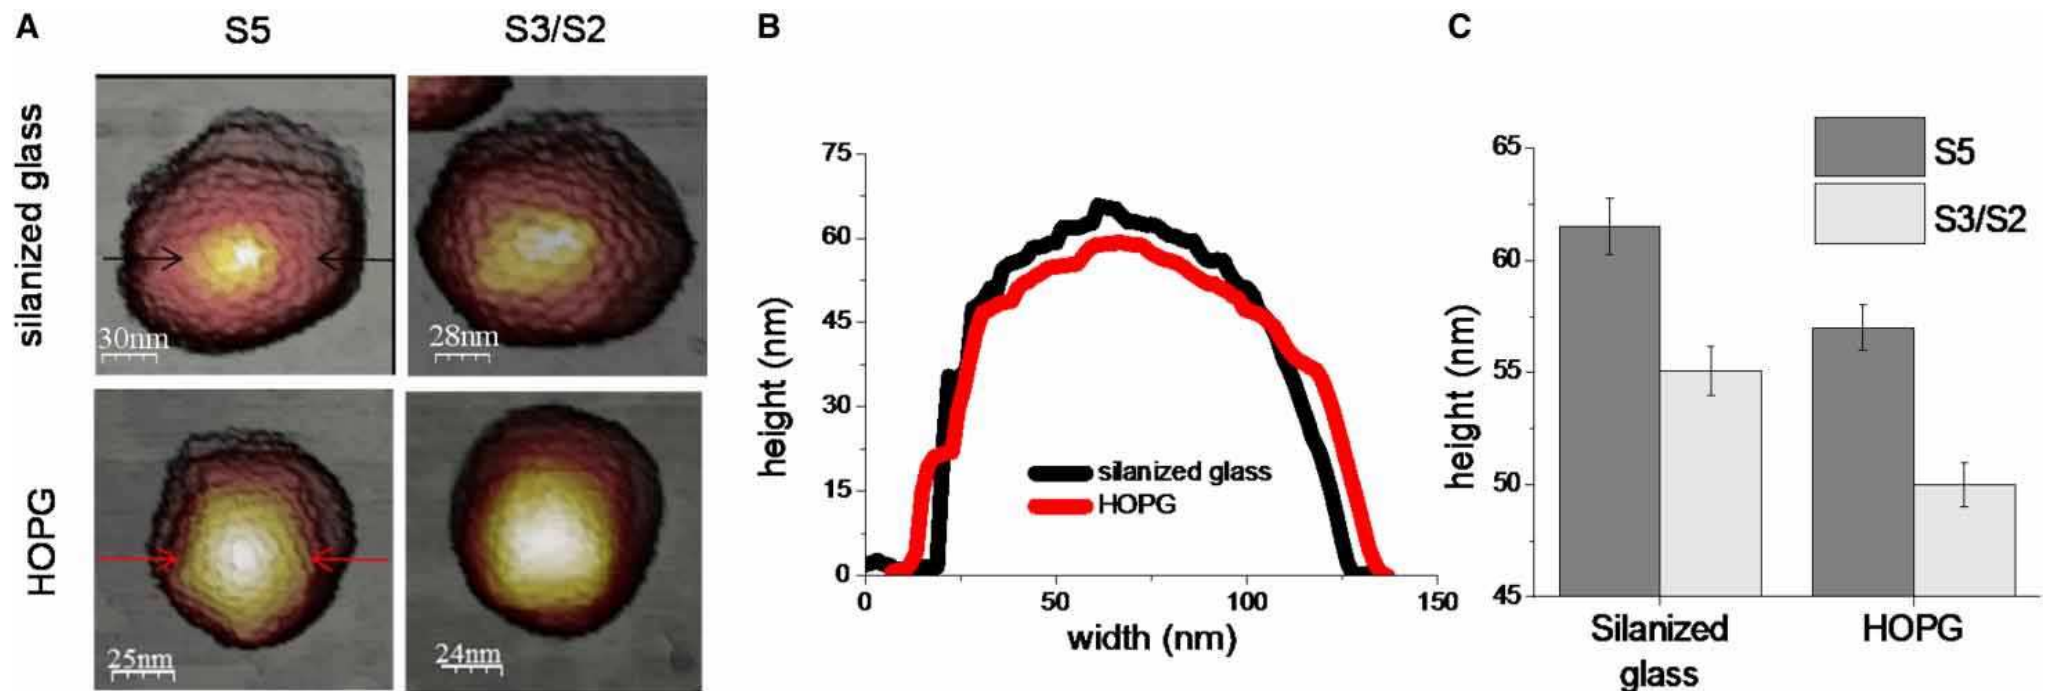 A
S5
S3/S2
silanized glass
30nm
28nm
HOPG
25nm
24nm
B
75
60
45
30
15
0
height (nm)
silanized glass
HOPG
0
50
100
150
width (nm)
C
65
60
55
50
45
height (nm)
S5
S3/S2
Silanized
glass
HOPG